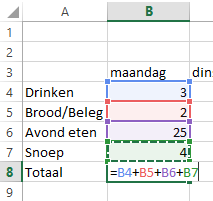 A B
1
2
3 maandag din
4 Drinken 3
5 Brood/Beleg 2
6 Avond eten 25
7 Snoep 4
8 Totaal =B4+B5+B6+B7
9